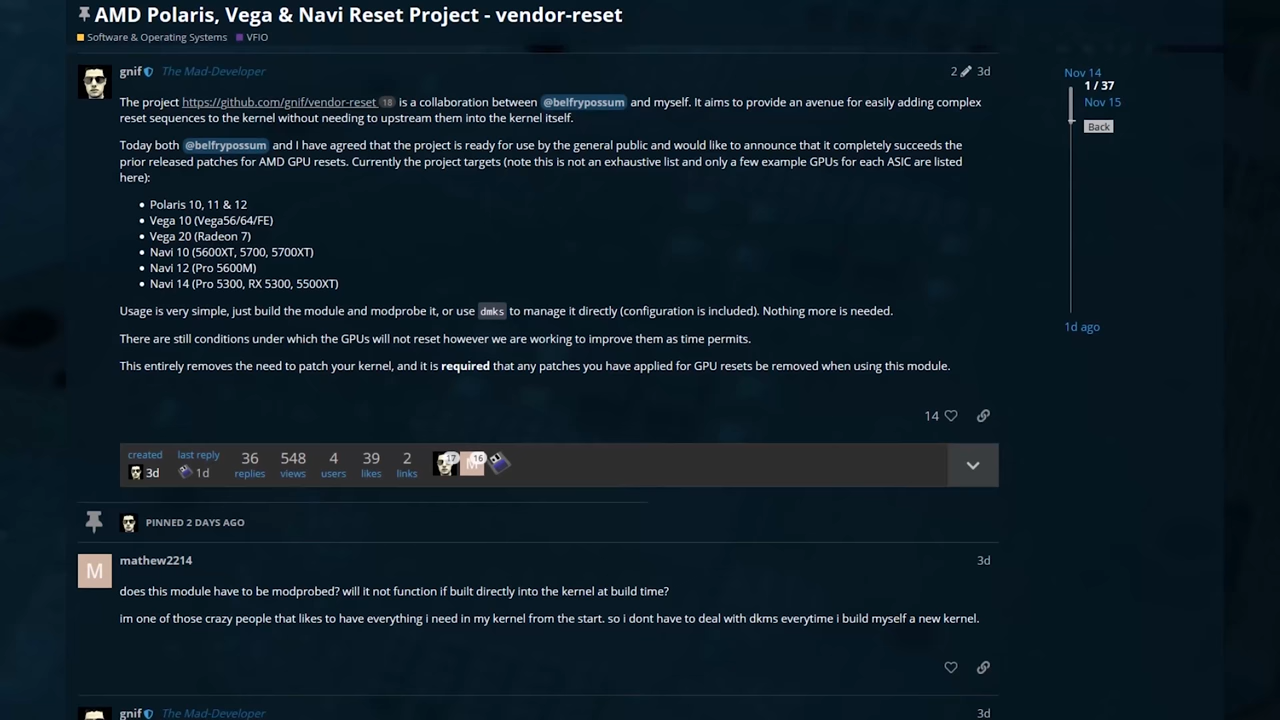 AMD Polaris, Vega & Navi Reset Project - vendor-reset
Software & Operating Systems VFIO
gnif The Mad-Developer 2 3d
The project https://github.com/gnif/vendor-reset 18 is a collaboration between @belfrypossum and myself. It aims to provide an avenue for easily adding complex
reset sequences to the kernel without needing to upstream them into the kernel itself.
Today both @belfrypossum and I have agreed that the project is ready for use by the general public and would like to announce that it completely succeeds the
prior released patches for AMD GPU resets. Currently the project targets (note this is not an exhaustive list and only a few example GPUs for each ASIC are listed
here):
• Polaris 10, 11 & 12
• Vega 10 (Vega56/64/FE)
• Vega 20 (Radeon 7)
• Navi 10 (5600XT, 5700, 5700XT)
• Navi 12 (Pro 5600M)
• Navi 14 (Pro 5300, RX 5300, 5500XT)
Usage is very simple, just build the module and modprobe it, or use dmks to manage it directly (configuration is included). Nothing more is needed.
There are still conditions under which the GPUs will not reset however we are working to improve them as time permits.
This entirely removes the need to patch your kernel, and it is required that any patches you have applied for GPU resets be removed when using this module.
14
created last reply 36 548 4 39 2 17 M 16
3d 1d replies views users likes links
PINNED 2 DAYS AGO
M mathew2214 3d
does this module have to be modprobed? will it not function if built directly into the kernel at build time?
im one of those crazy people that likes to have everything i need in my kernel from the start. so i dont have to deal with dkms everytime i build myself a new kernel.
gnif The Mad-Developer 3d
Nov 14
1 / 37
Nov 15
Back
1d ago